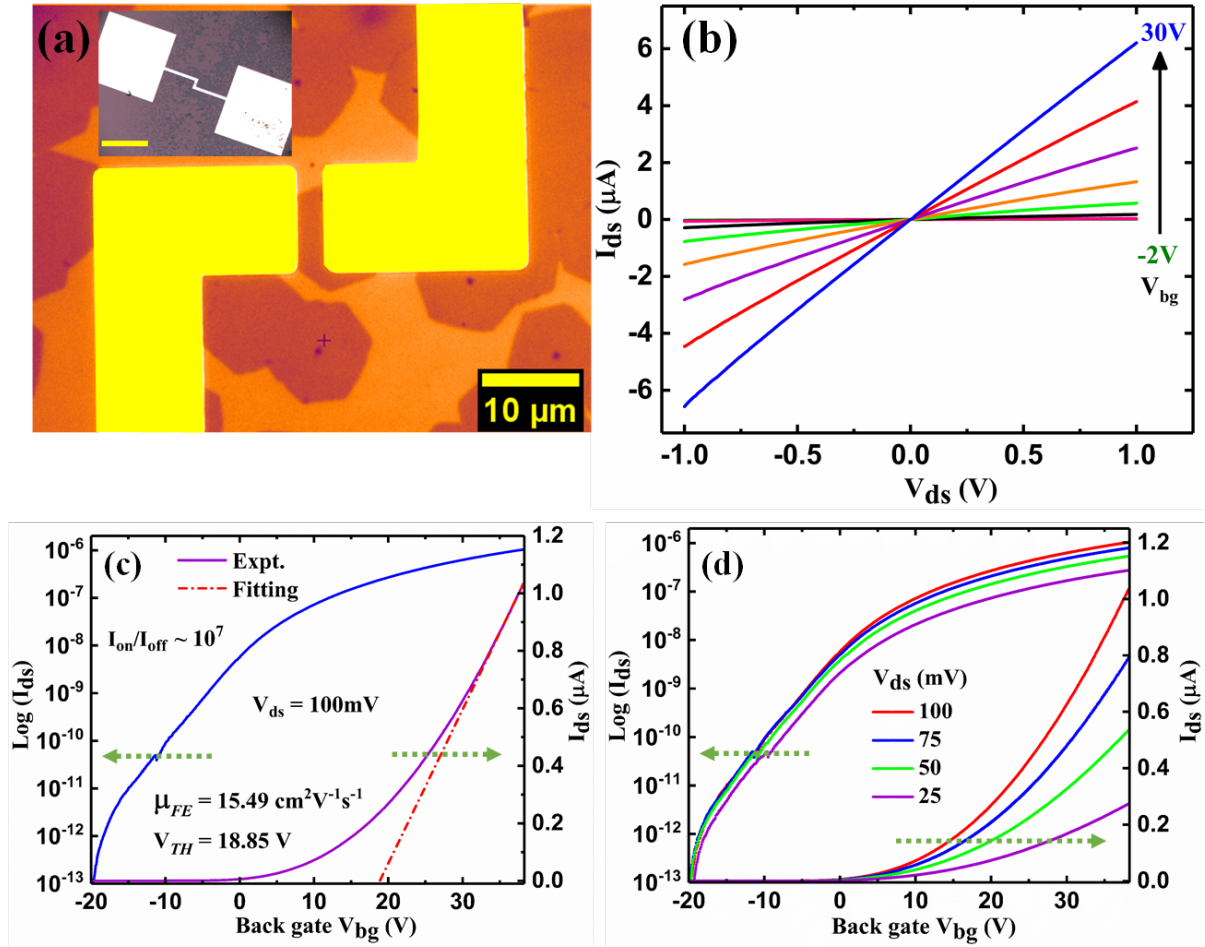 (a)
10 µm
(b)
30V
-2V
V_bg
6
4
2
0
-2
-4
-6
I_ds (µA)
-1.0 -0.5 0.0 0.5 1.0
V_ds (V)
(c)
Expt.
Fitting
I_on/I_off ~ 10^7
V_ds = 100mV
µ_FE = 15.49 cm^2V^-1s^-1
V_TH = 18.85 V
10^-6
10^-7
10^-8
10^-9
10^-10
10^-11
10^-12
10^-13
Log (I_ds)
1.2
1.0
0.8
0.6
0.4
0.2
0.0
I_ds (µA)
-20 -10 0 10 20 30
Back gate V_bg (V)
(d)
V_ds (mV)
100
75
50
25
10^-6
10^-7
10^-8
10^-9
10^-10
10^-11
10^-12
10^-13
Log (I_ds)
1.2
1.0
0.8
0.6
0.4
0.2
0.0
I_ds (µA)
-20 -10 0 10 20 30
Back gate V_bg (V)